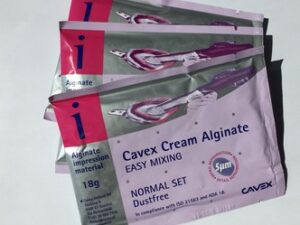 i
Alginate
i
i
Alginate
impression
material
18g
Cavex Cream Alginate
EASY MIXING
5µm
NORMAL SET
Dustfree
In compliance with ISO 21563 and ADA 18.
CAVEX